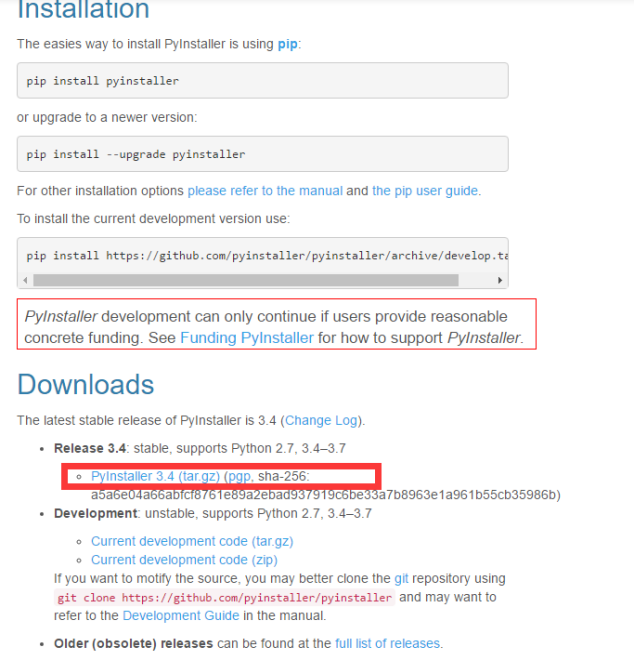 Installation
The easies way to install PyInstaller is using pip:
pip install pyinstaller
or upgrade to a newer version:
pip install --upgrade pyinstaller
For other installation options please refer to the manual and the pip user guide.
To install the current development version use:
pip install https://github.com/pyinstaller/pyinstaller/archive/develop.ta
PyInstaller development can only continue if users provide reasonable
concrete funding. See Funding PyInstaller for how to support PyInstaller.
Downloads
The latest stable release of PyInstaller is 3.4 (Change Log).
• Release 3.4: stable, supports Python 2.7, 3.4–3.7
◦ PyInstaller 3.4 (tar.gz) (pgp, sha-256:
a5a6e04a66abfcf8761e89a2ebad937919c6be33a7b8963e1a961b55cb35986b)
• Development: unstable, supports Python 2.7, 3.4–3.7
◦ Current development code (tar.gz)
◦ Current development code (zip)
If you want to motify the source, you may better clone the git repository using
git clone https://github.com/pyinstaller/pyinstaller and may want to
refer to the Development Guide in the manual.
• Older (obsolete) releases can be found at the full list of releases.